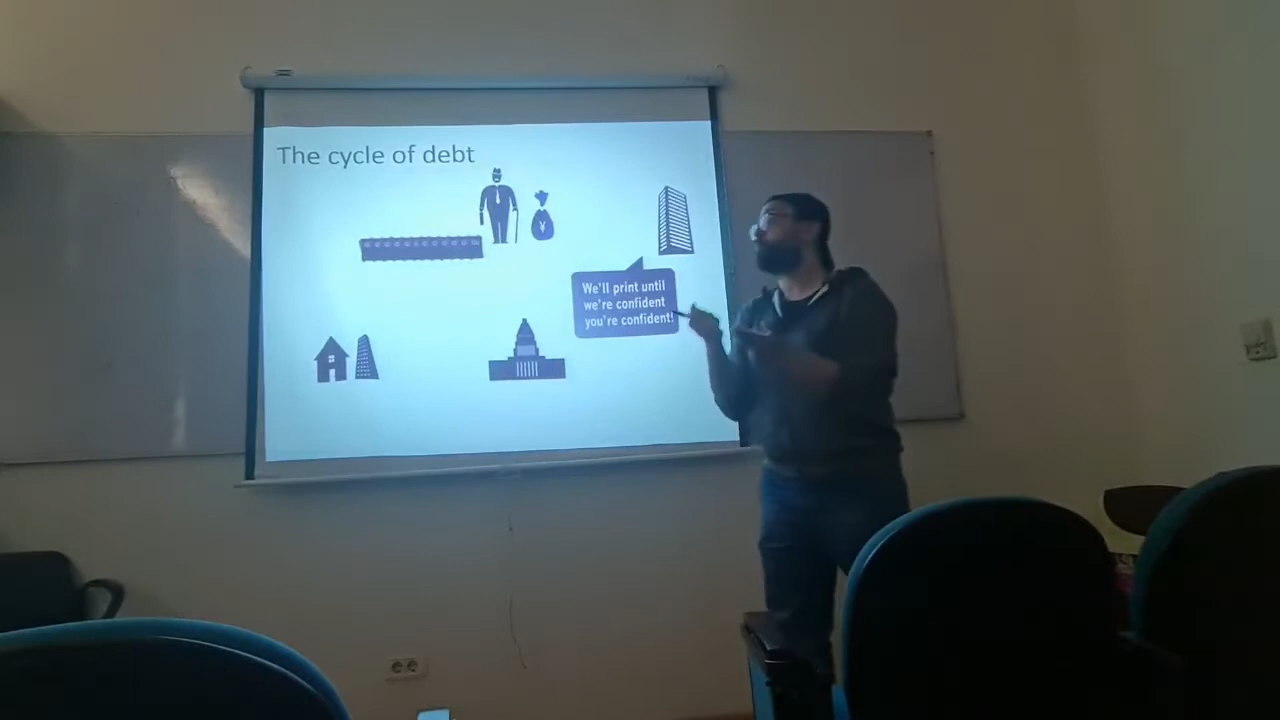 The cycle of debt
¥
We'll print until
we're confident
you're confident!